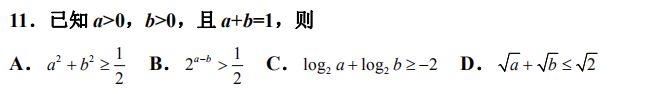 11．已知 a>0，b>0，且 a+b=1，则
A．a² + b² ≥ 1/2 B．2^(a−b) > 1/2 C．log₂ a + log₂ b ≥ −2 D．√a + √b ≤ √2